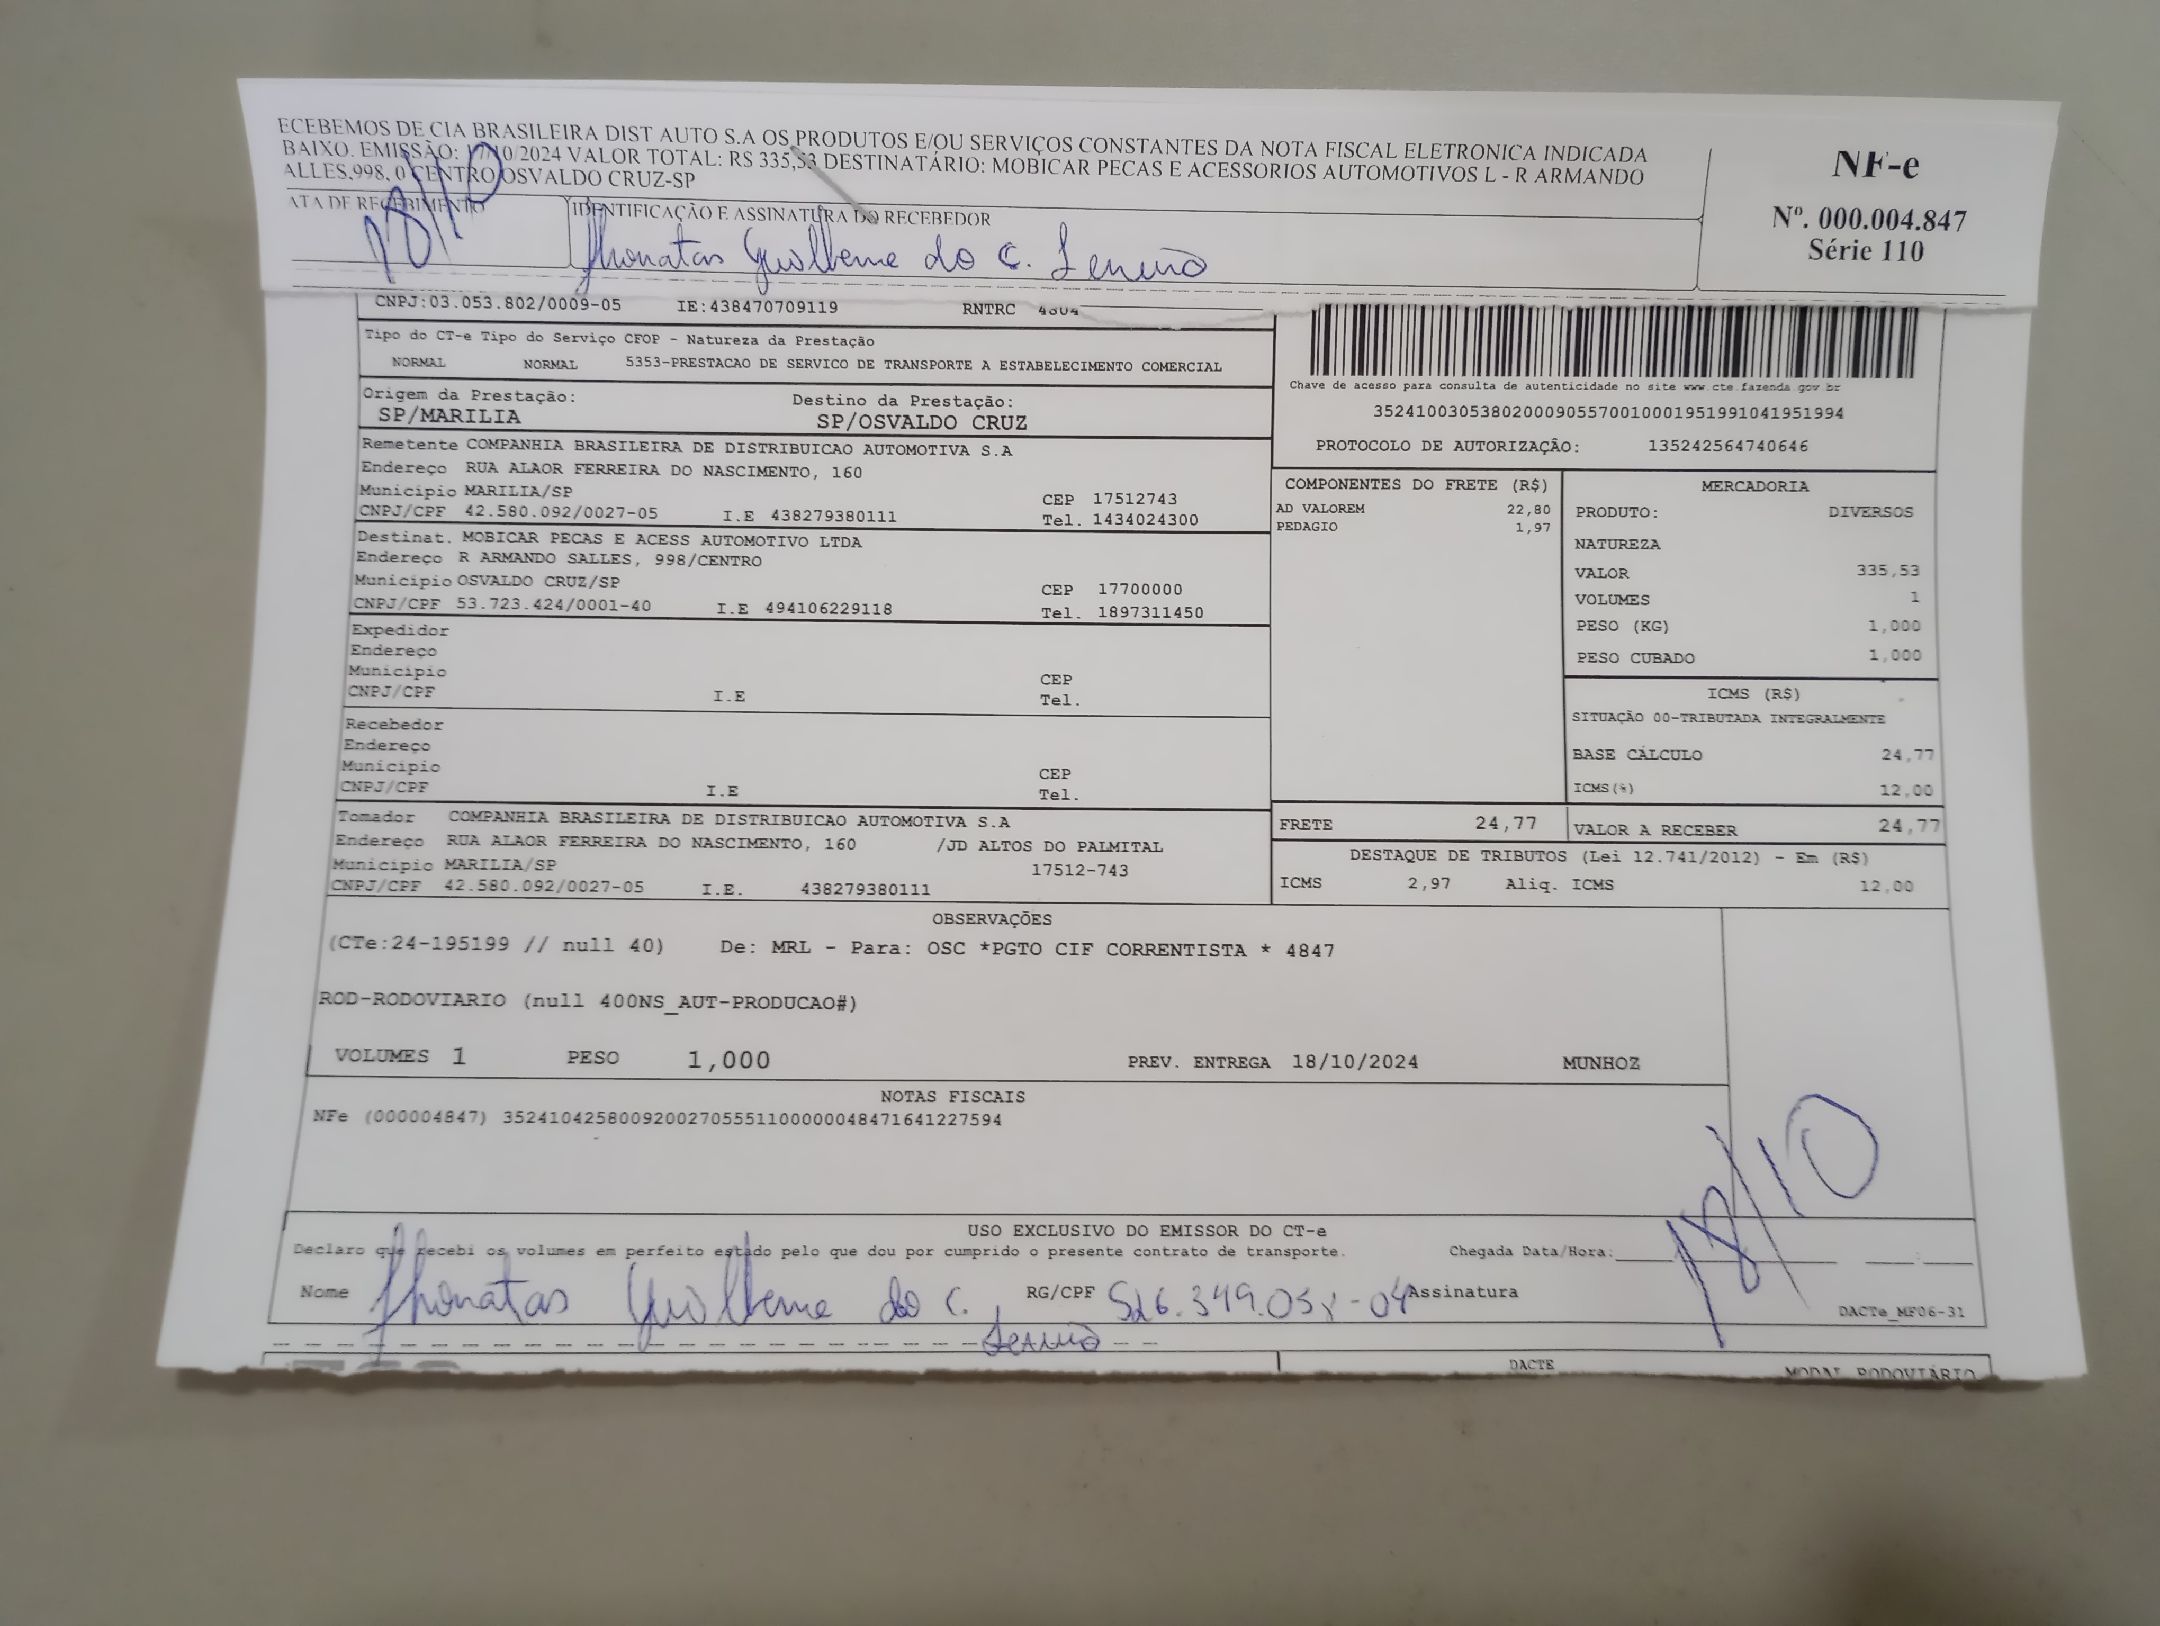 ECEBEMOS DE CIA BRASILEIRA DIST AUTO S.A OS PRODUTOS E/OU SERVIÇOS CONSTANTES DA NOTA FISCAL ELETRONICA INDICADA
BAIXO. EMISSÃO: 17/10/2024 VALOR TOTAL: R$ 335,53 DESTINATÁRIO: MOBICAR PECAS E ACESSORIOS AUTOMOTIVOS L - R ARMANDO
ALLES,998, 0 CENTRO OSVALDO CRUZ-SP
NF-e
Nº. 000.004.847
Série 110
ATA DE RECEBIMENTO IDENTIFICAÇÃO E ASSINATURA DO RECEBEDOR
18/10 Jhonatas Guilherme do C.
CNPJ:03.053.802/0009-05 IE:438470709119 RNTRC
Tipo do CT-e Tipo do Serviço CFOP - Natureza da Prestação
NORMAL NORMAL 5353-PRESTACAO DE SERVICO DE TRANSPORTE A ESTABELECIMENTO COMERCIAL
Chave de acesso para consulta de autenticidade no site www.cte.fazenda.gov.br
35241003053802000905570010001951991041951994
PROTOCOLO DE AUTORIZAÇÃO: 135242564740646
Origem da Prestação: Destino da Prestação:
SP/MARILIA SP/OSVALDO CRUZ
Remetente COMPANHIA BRASILEIRA DE DISTRIBUICAO AUTOMOTIVA S.A
Endereço RUA ALAOR FERREIRA DO NASCIMENTO, 160
Municipio MARILIA/SP CEP 17512743
CNPJ/CPF 42.580.092/0027-05 I.E 438279380111 Tel. 1434024300
Destinat. MOBICAR PECAS E ACESS AUTOMOTIVO LTDA
Endereço R ARMANDO SALLES, 998/CENTRO
Municipio OSVALDO CRUZ/SP CEP 17700000
CNPJ/CPF 53.723.424/0001-40 I.E 494106229118 Tel. 1897311450
Expedidor
Endereço
Municipio CEP
CNPJ/CPF I.E Tel.
Recebedor
Endereço
Municipio CEP
CNPJ/CPF I.E Tel.
Tomador COMPANHIA BRASILEIRA DE DISTRIBUICAO AUTOMOTIVA S.A
Endereço RUA ALAOR FERREIRA DO NASCIMENTO, 160 /JD ALTOS DO PALMITAL
Municipio MARILIA/SP 17512-743
CNPJ/CPF 42.580.092/0027-05 I.E. 438279380111
COMPONENTES DO FRETE (R$)
AD VALOREM 22,80
PEDAGIO 1,97
MERCADORIA
PRODUTO: DIVERSOS
NATUREZA
VALOR 335,53
VOLUMES 1
PESO (KG) 1,000
PESO CUBADO 1,000
ICMS (R$)
SITUAÇÃO 00-TRIBUTADA INTEGRALMENTE
BASE CÁLCULO 24,77
ICMS(%) 12,00
FRETE 24,77 VALOR A RECEBER 24,77
DESTAQUE DE TRIBUTOS (Lei 12.741/2012) - Em (R$)
ICMS 2,97 Aliq. ICMS 12,00
OBSERVAÇÕES
(CTe:24-195199 // null 40) De: MRL - Para: OSC *PGTO CIF CORRENTISTA * 4847
ROD-RODOVIARIO (null 400NS_AUT-PRODUCAO#)
VOLUMES 1 PESO 1,000 PREV. ENTREGA 18/10/2024 MUNHOZ
NOTAS FISCAIS
NFe (000004847) 35241042580092002705551100000048471641227594
18/10
USO EXCLUSIVO DO EMISSOR DO CT-e
Declaro que recebi os volumes em perfeito estado pelo que dou por cumprido o presente contrato de transporte. Chegada Data/Hora:
Nome Jhonatas Guilherme do C. RG/CPF Assinatura
DACTe_MF06-31
DACTE MODAL RODOVIÁRIO